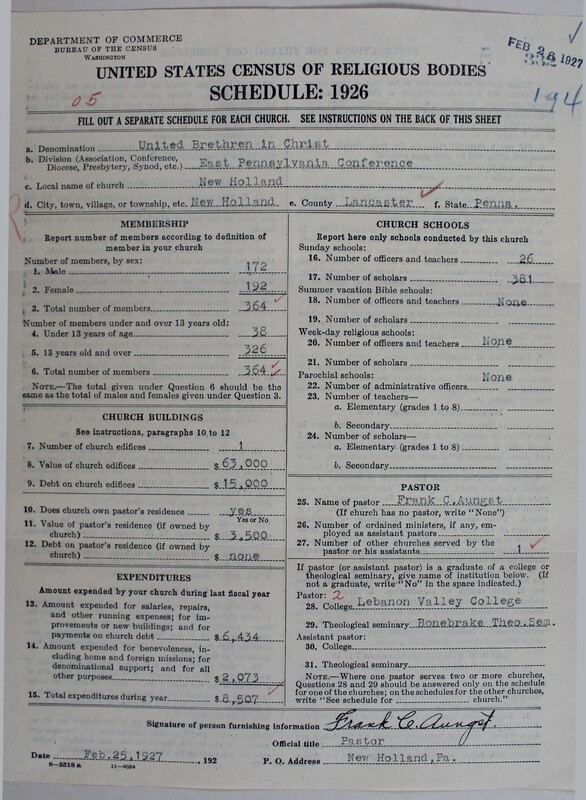 DEPARTMENT OF COMMERCE
BUREAU OF THE CENSUS
WASHINGTON
FEB 26 1927
UNITED STATES CENSUS OF RELIGIOUS BODIES
SCHEDULE: 1926
05
194
FILL OUT A SEPARATE SCHEDULE FOR EACH CHURCH. SEE INSTRUCTIONS ON THE BACK OF THIS SHEET
a. Denomination United Brethren in Christ
b. Division (Association, Conference, Diocese, Presbytery, Synod, etc.) East Pennsylvania Conference
c. Local name of church New Holland
d. City, town, village, or township, etc. New Holland e. County Lancaster f. State Penna.
MEMBERSHIP
Report number of members according to definition of
member in your church
Number of members, by sex:
1. Male 172
2. Female 192
3. Total number of members 364
Number of members under and over 13 years old:
4. Under 13 years of age 38
5. 13 years old and over 326
6. Total number of members 364
NOTE.—The total given under Question 6 should be the
same as the total of males and females given under Question 3.
CHURCH BUILDINGS
See instructions, paragraphs 10 to 12
7. Number of church edifices 1
8. Value of church edifices $ 63,000
9. Debt on church edifices $ 15,000
10. Does church own pastor's residence yes
Yes or No
11. Value of pastor's residence (if owned by
church) $ 3,500
12. Debt on pastor's residence (if owned by
church) $ none
EXPENDITURES
Amount expended by your church during last fiscal year
13. Amount expended for salaries, repairs,
and other running expenses; for im-
provements or new buildings; and for
payments on church debt $ 6,434
14. Amount expended for benevolences, in-
cluding home and foreign missions; for
denominational support; and for all
other purposes $ 2,073
15. Total expenditures during year $ 8,507
CHURCH SCHOOLS
Report here only schools conducted by this church
Sunday schools:
16. Number of officers and teachers 26
17. Number of scholars 381
Summer vacation Bible schools:
18. Number of officers and teachers None
19. Number of scholars
Week-day religious schools:
20. Number of officers and teachers None
21. Number of scholars
Parochial schools: None
22. Number of administrative officers
23. Number of teachers—
a. Elementary (grades 1 to 8)
b. Secondary
24. Number of scholars—
a. Elementary (grades 1 to 8)
b. Secondary
PASTOR
25. Name of pastor Frank C.Aungst
(If church has no pastor, write "None")
26. Number of ordained ministers, if any, em-
ployed as assistant pastors
27. Number of other churches served by the
pastor or his assistants 1
If pastor (or assistant pastor) is a graduate of a college or
theological seminary, give name of institution below. (If
not a graduate, write "No" in the space indicated.)
Pastor: 2
28. College Lebanon Valley College
29. Theological seminary Bonebrake Theo.Sem.
Assistant pastor:
30. College
31. Theological seminary
NOTE.—Where one pastor serves two or more churches,
Questions 28 and 29 should be answered only on the schedule
for one of the churches; on the schedules for the other churches,
write "See schedule for church."
Signature of person furnishing information Frank C. Aungst
Official title Pastor
Date Feb.25,1927, 192 P. O. Address New Holland,Pa.
8—5518 a 11—9054